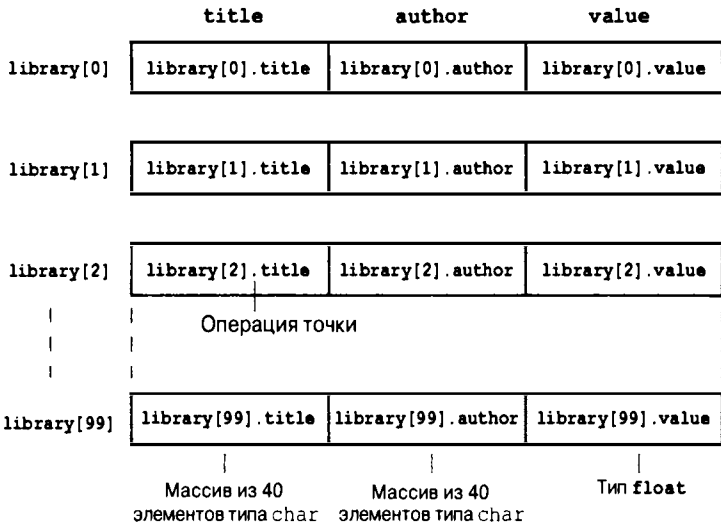 title author value
library[0] library[0].title library[0].author library[0].value
library[1] library[1].title library[1].author library[1].value
library[2] library[2].title library[2].author library[2].value
Операция точки
library[99] library[99].title library[99].author library[99].value
Массив из 40 Массив из 40 Тип float
элементов типа char элементов типа char